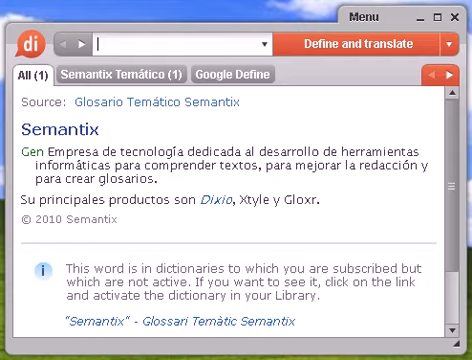 Menu
di
Define and translate
All (1)
Semantix Temático (1)
Google Define
Source: Glosario Temático Semantix
Semantix
Gen Empresa de tecnología dedicada al desarrollo de herramientas
informáticas para comprender textos, para mejorar la redacción y
para crear glosarios.
Su principales productos son Dixio, Xtyle y Gloxr.
© 2010 Semantix
i
This word is in dictionaries to which you are subscribed but
which are not active. If you want to see it, click on the link
and activate the dictionary in your Library.
"Semantix" - Glossari Temàtic Semantix